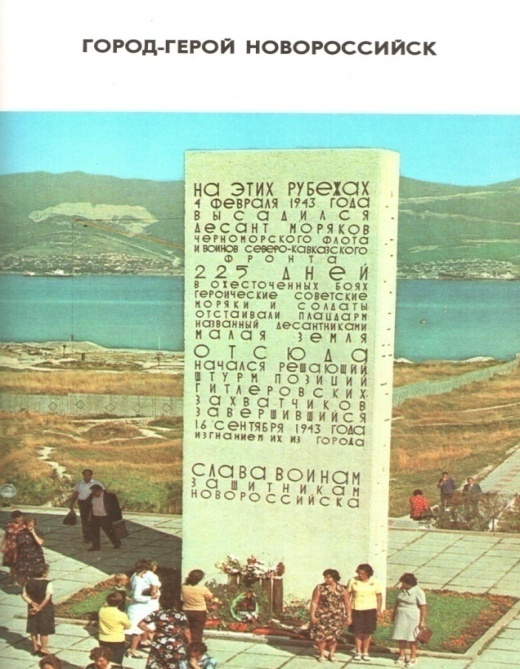 ГОРОД-ГЕРОЙ НОВОРОССИЙСК
НА ЭТИХ РУБЕЖАХ
4 ФЕВРАЛЯ 1943 ГОДА
ВЫСАДИЛСЯ
ДЕСАНТ МОРЯКОВ
ЧЕРНОМОРСКОГО ФЛОТА
И ВОИНОВ СЕВЕРО-КАВКАЗСКОГО
ФРОНТА
225 ДНЕЙ
В ОЖЕСТОЧЕННЫХ БОЯХ
ГЕРОИЧЕСКИЕ СОВЕТСКИЕ
МОРЯКИ И СОЛДАТЫ
ОТСТАИВАЛИ ПЛАЦДАРМ
НАЗВАННЫЙ ДЕСАНТНИКАМИ
МАЛАЯ ЗЕМЛЯ
ОТСЮДА
НАЧАЛСЯ РЕШАЮЩИЙ
ШТУРМ ПОЗИЦИЙ
ГИТЛЕРОВСКИХ
ЗАХВАТЧИКОВ
ЗАВЕРШИВШИЙСЯ
16 СЕНТЯБРЯ 1943 ГОДА
ИЗГНАНИЕМ ИХ ИЗ ГОРОДА
СЛАВА ВОИНАМ
ЗАЩИТНИКАМ
НОВОРОССИЙСКА